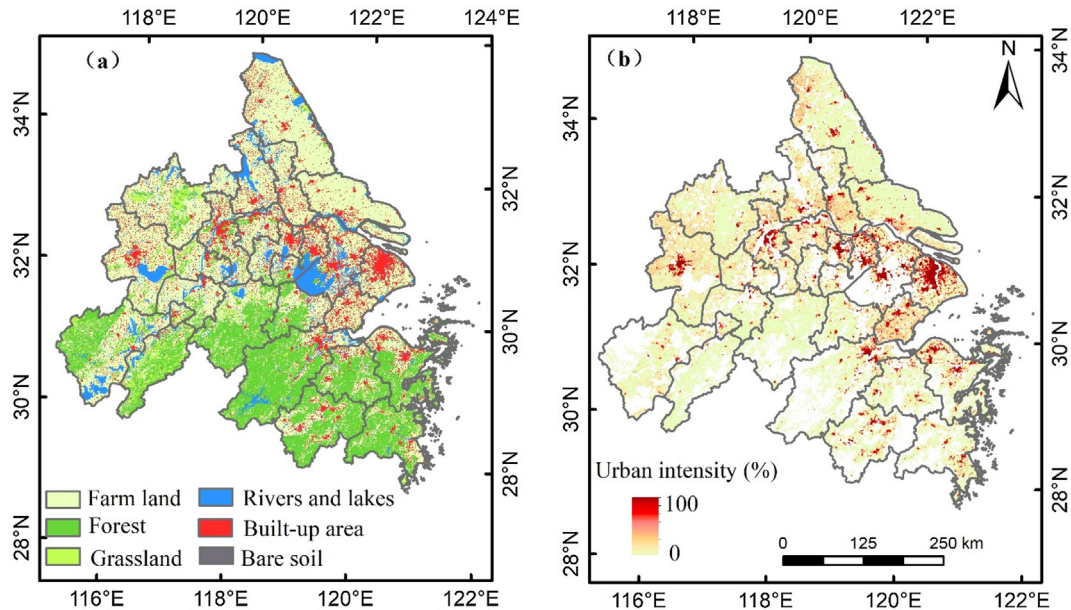 118°E 120°E 122°E 124°E
118°E 120°E 122°E
(a)
(b)
N
34°N
32°N
30°N
28°N
32°N
30°N
28°N
34°N
32°N
30°N
28°N
34°N
32°N
30°N
28°N
Farm land
Rivers and lakes
Forest
Built-up area
Grassland
Bare soil
Urban intensity (%)
100
0
0 125 250 km
116°E 118°E 120°E 122°E
116°E 118°E 120°E 122°E